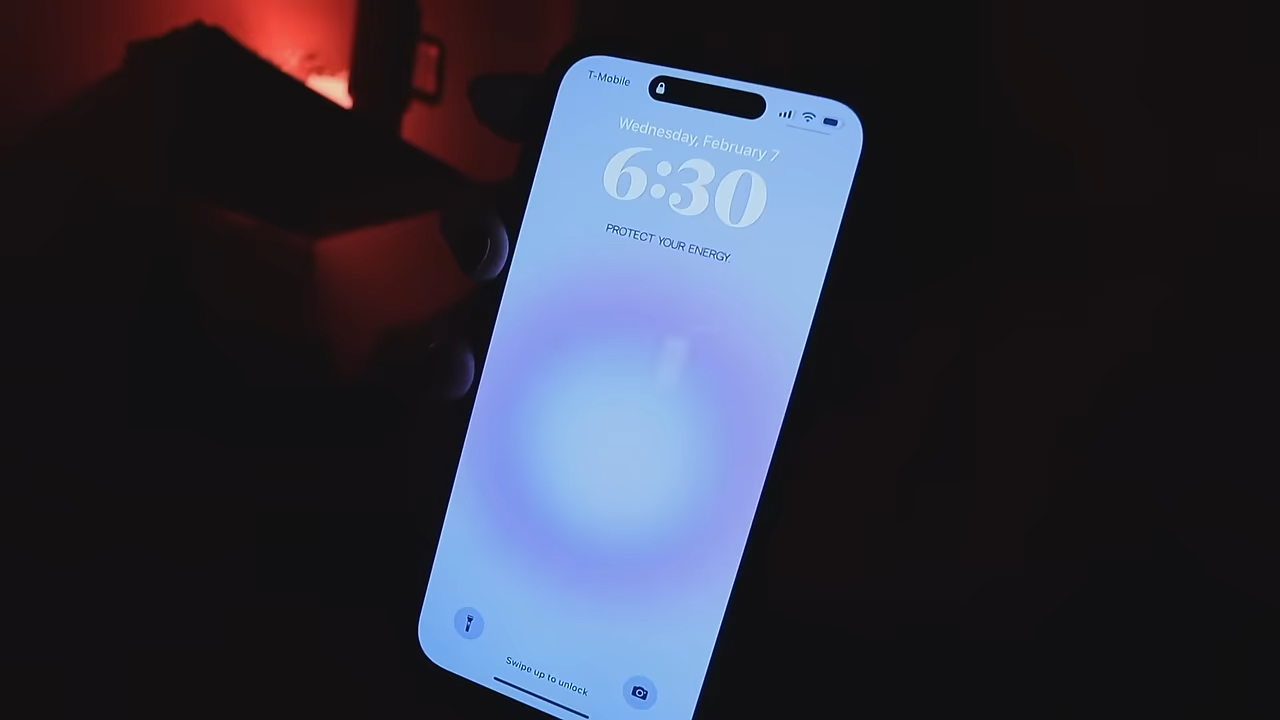 T-Mobile
Wednesday, February 7
6:30
PROTECT YOUR ENERGY.
Swipe up to unlock